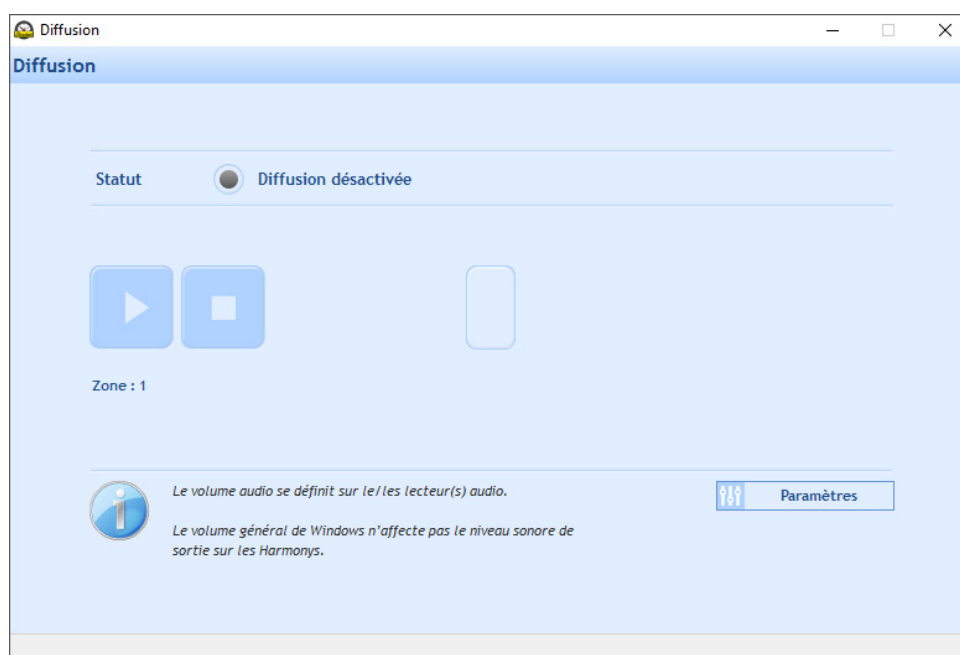 Diffusion
Diffusion
Statut Diffusion désactivée
Zone : 1
Le volume audio se définit sur le/les lecteur(s) audio.
Paramètres
Le volume général de Windows n'affecte pas le niveau sonore de
sortie sur les Harmonys.